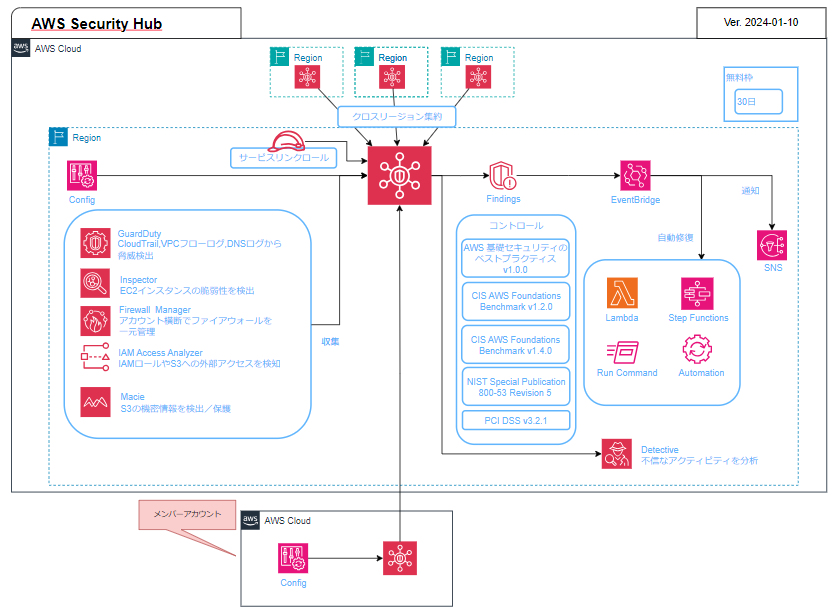 AWS Security Hub
Ver. 2024-01-10
aws
AWS Cloud
Region
Region
Region
無料枠
30日
クロスリージョン集約
Region
サービスリンクロール
Config
Findings
EventBridge
通知
SNS
自動修復
GuardDuty
CloudTrail,VPCフローログ,DNSログから
脅威検出
Inspector
EC2インスタンスの脆弱性を検出
Firewall Manager
アカウント横断でファイアウォールを
一元管理
IAM Access Analyzer
IAMロールやS3への外部アクセスを検知
Macie
S3の機密情報を検出／保護
収集
コントロール
AWS 基礎セキュリティの
ベストプラクティス
v1.0.0
CIS AWS Foundations
Benchmark v1.2.0
CIS AWS Foundations
Benchmark v1.4.0
NIST Special Publication
800-53 Revision 5
PCI DSS v3.2.1
Lambda
Step Functions
Run Command
Automation
Detective
不信なアクティビティを分析
メンバーアカウント
aws
AWS Cloud
Config